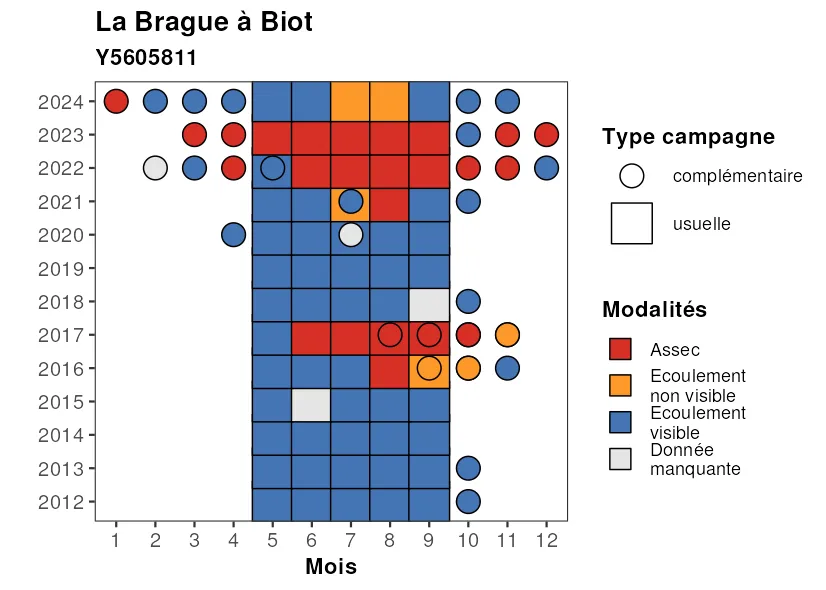 La Brague à Biot
Y5605811
2024
2023
2022
2021
2020
2019
2018
2017
2016
2015
2014
2013
2012
1 2 3 4 5 6 7 8 9 10 11 12
Mois
Type campagne
complémentaire
usuelle
Modalités
Assec
Ecoulement
non visible
Ecoulement
visible
Donnée
manquante